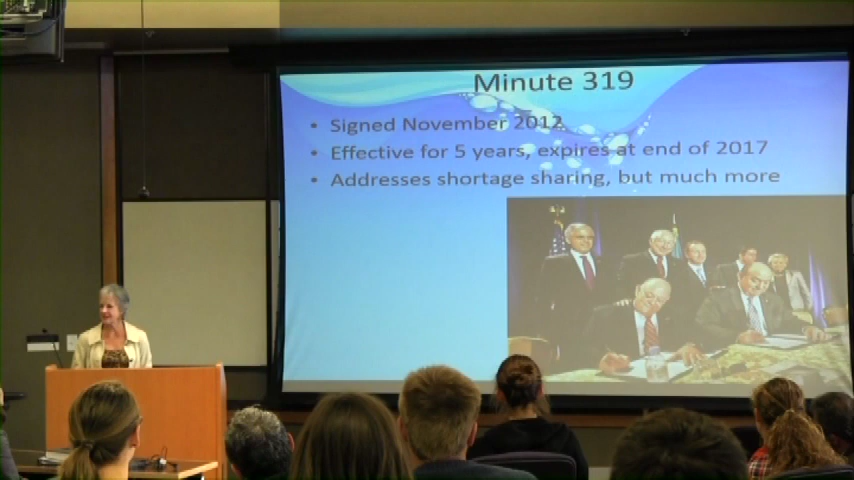 Minute 319
• Signed November 2012
• Effective for 5 years, expires at end of 2017
• Addresses shortage sharing, but much more